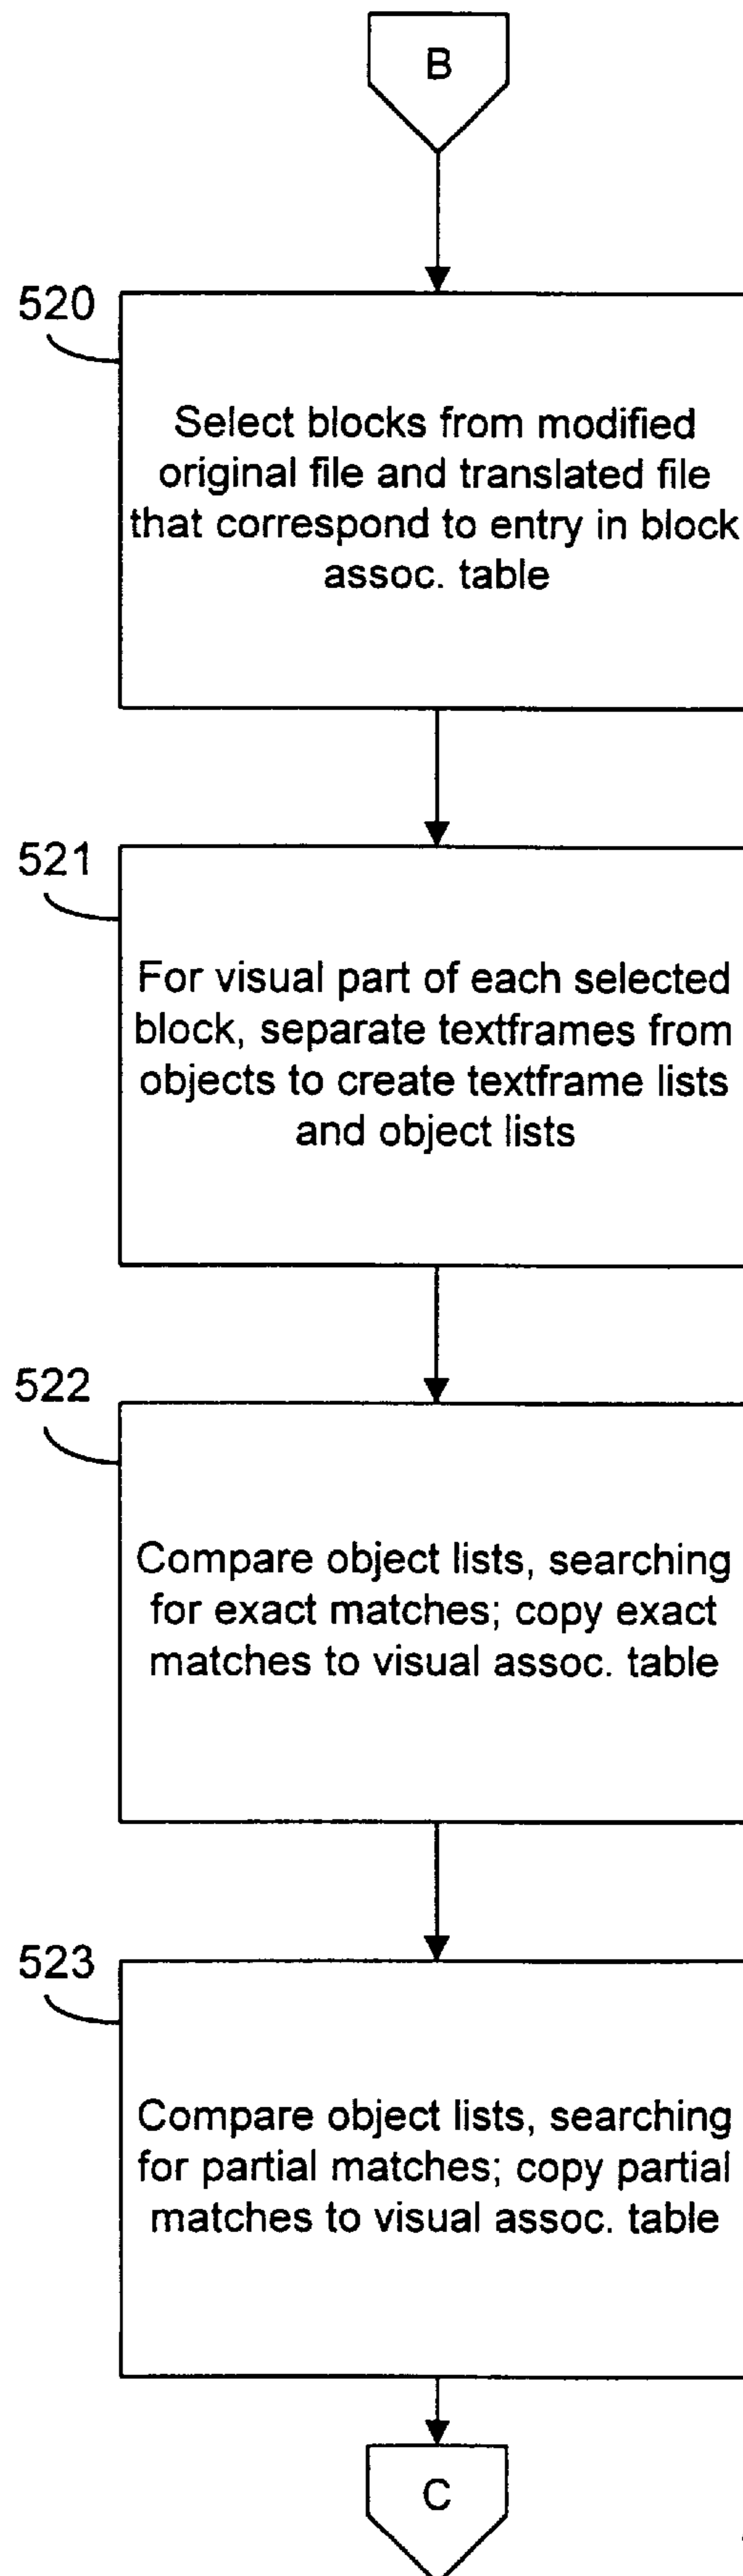 B
520
Select blocks from modified
original file and translated file
that correspond to entry in block
assoc. table
521
For visual part of each selected
block, separate textframes from
objects to create textframe lists
and object lists
522
Compare object lists, searching
for exact matches; copy exact
matches to visual assoc. table
523
Compare object lists, searching
for partial matches; copy partial
matches to visual assoc. table
C